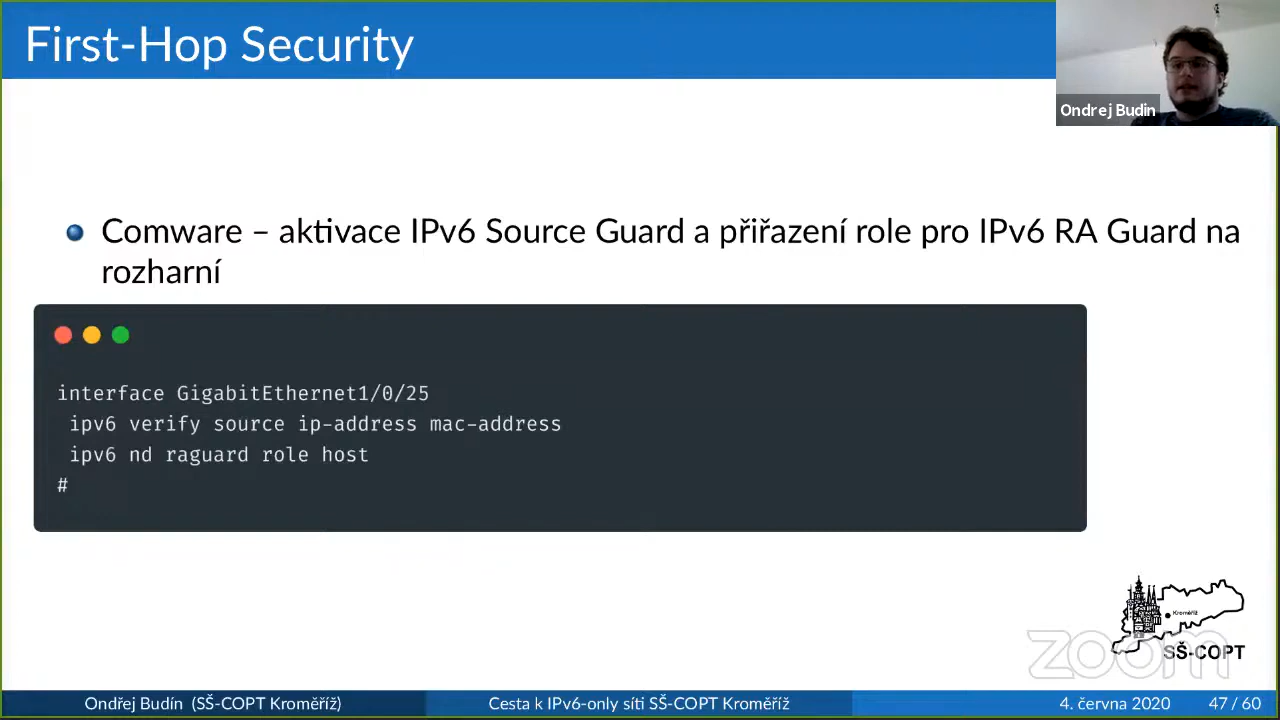 First-Hop Security
Ondrej Budin
Comware – aktivace IPv6 Source Guard a přiřazení role pro IPv6 RA Guard na
rozharní
interface GigabitEthernet1/0/25
ipv6 verify source ip-address mac-address
ipv6 nd raguard role host
#
Kroměříž
SŠ-COPT
zoom
Ondřej Budín (SŠ-COPT Kroměříž)
Cesta k IPv6-only síti SŠ-COPT Kroměříž
4. června 2020
47 / 60